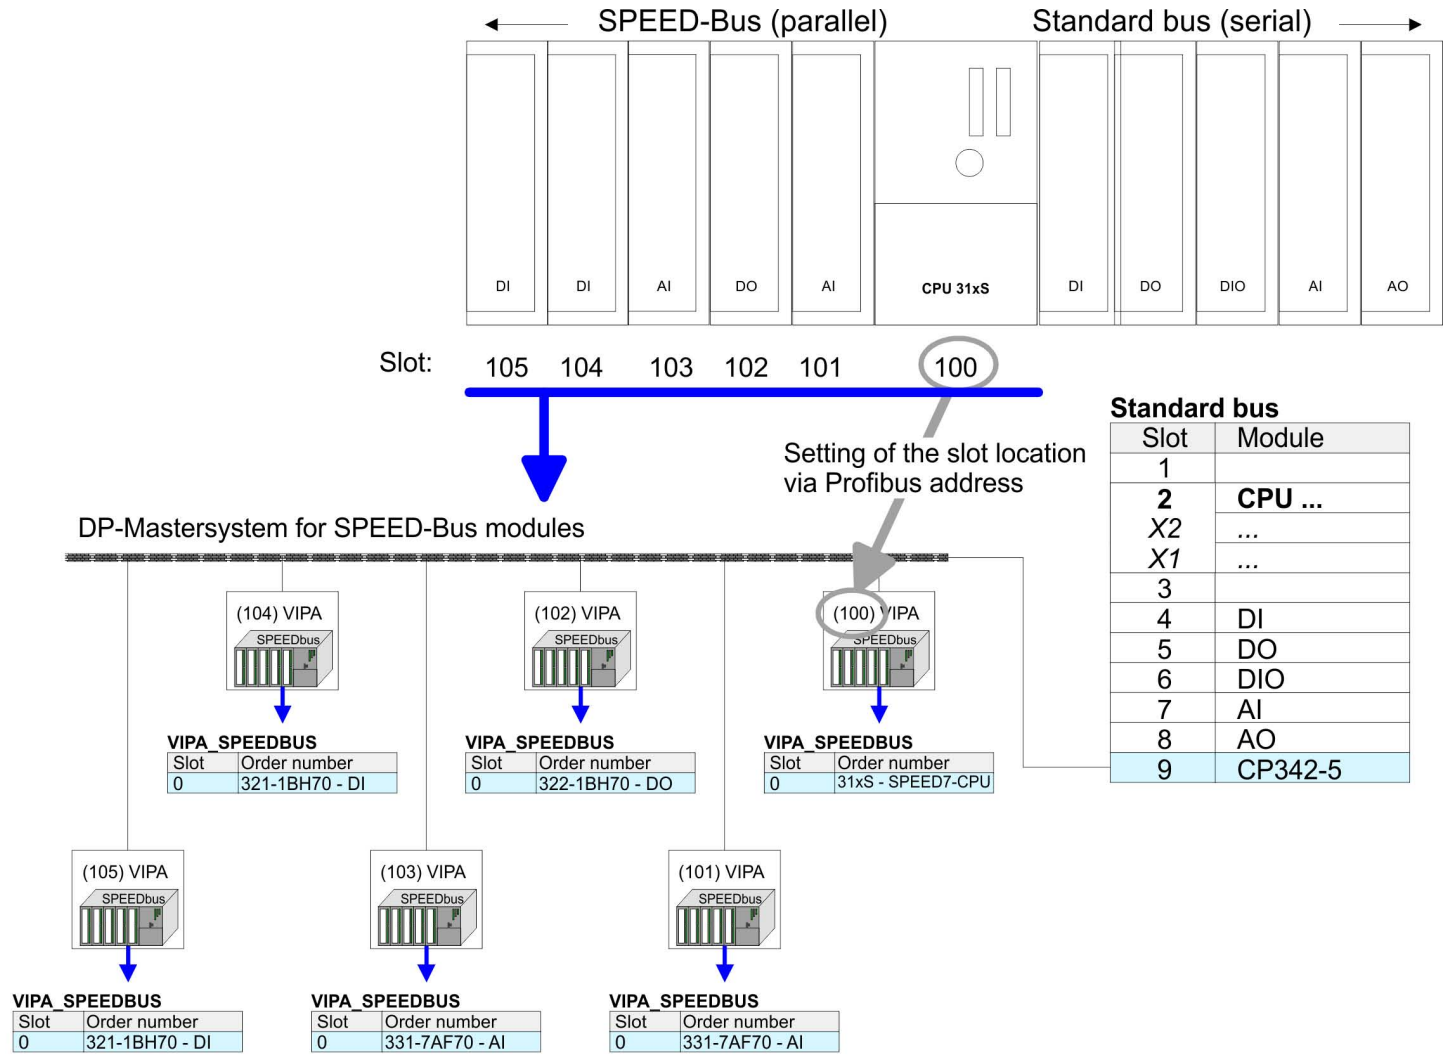 SPEED-Bus (parallel) Standard bus (serial)
DI DI AI DO AI CPU 31xS DI DO DIO AI AO
Slot: 105 104 103 102 101 100
Setting of the slot location
via Profibus address
DP-Mastersystem for SPEED-Bus modules
Standard bus
Slot Module
1
2 CPU ...
X2 ...
X1 ...
3
4 DI
5 DO
6 DIO
7 AI
8 AO
9 CP342-5
(104) VIPA
SPEEDbus
VIPA_SPEEDBUS
Slot Order number
0 321-1BH70 - DI
(102) VIPA
SPEEDbus
VIPA_SPEEDBUS
Slot Order number
0 322-1BH70 - DO
(100) VIPA
SPEEDbus
VIPA_SPEEDBUS
Slot Order number
0 31xS - SPEED7-CPU
(105) VIPA
SPEEDbus
VIPA_SPEEDBUS
Slot Order number
0 321-1BH70 - DI
(103) VIPA
SPEEDbus
VIPA_SPEEDBUS
Slot Order number
0 331-7AF70 - AI
(101) VIPA
SPEEDbus
VIPA_SPEEDBUS
Slot Order number
0 331-7AF70 - AI